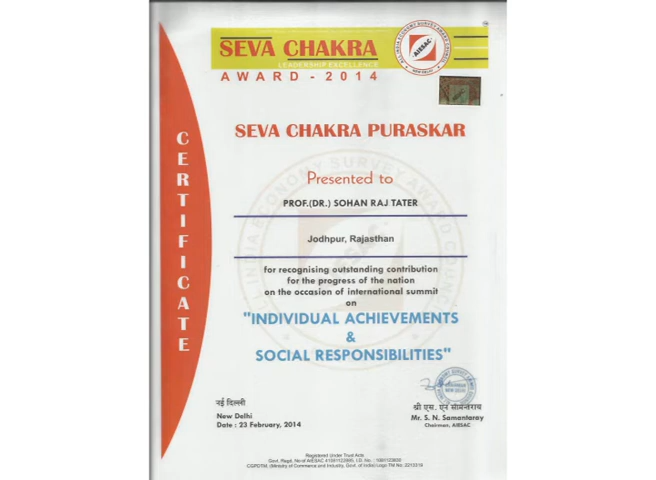 SEVA CHAKRA
LEADERSHIP EXCELLENCE
AWARD - 2014
AIESAC
NEW DELHI
CERTIFICATE
SEVA CHAKRA PURASKAR
Presented to
PROF.(DR.) SOHAN RAJ TATER
Jodhpur, Rajasthan
for recognising outstanding contribution
for the progress of the nation
on the occasion of international summit
on
"INDIVIDUAL ACHIEVEMENTS
&
SOCIAL RESPONSIBILITIES"
नई दिल्ली
New Delhi
Date : 23 February, 2014
श्री एस. एन सामन्तराय
Mr. S. N. Samantaray
Chairman, AIESAC
Registered Under Trust Acts